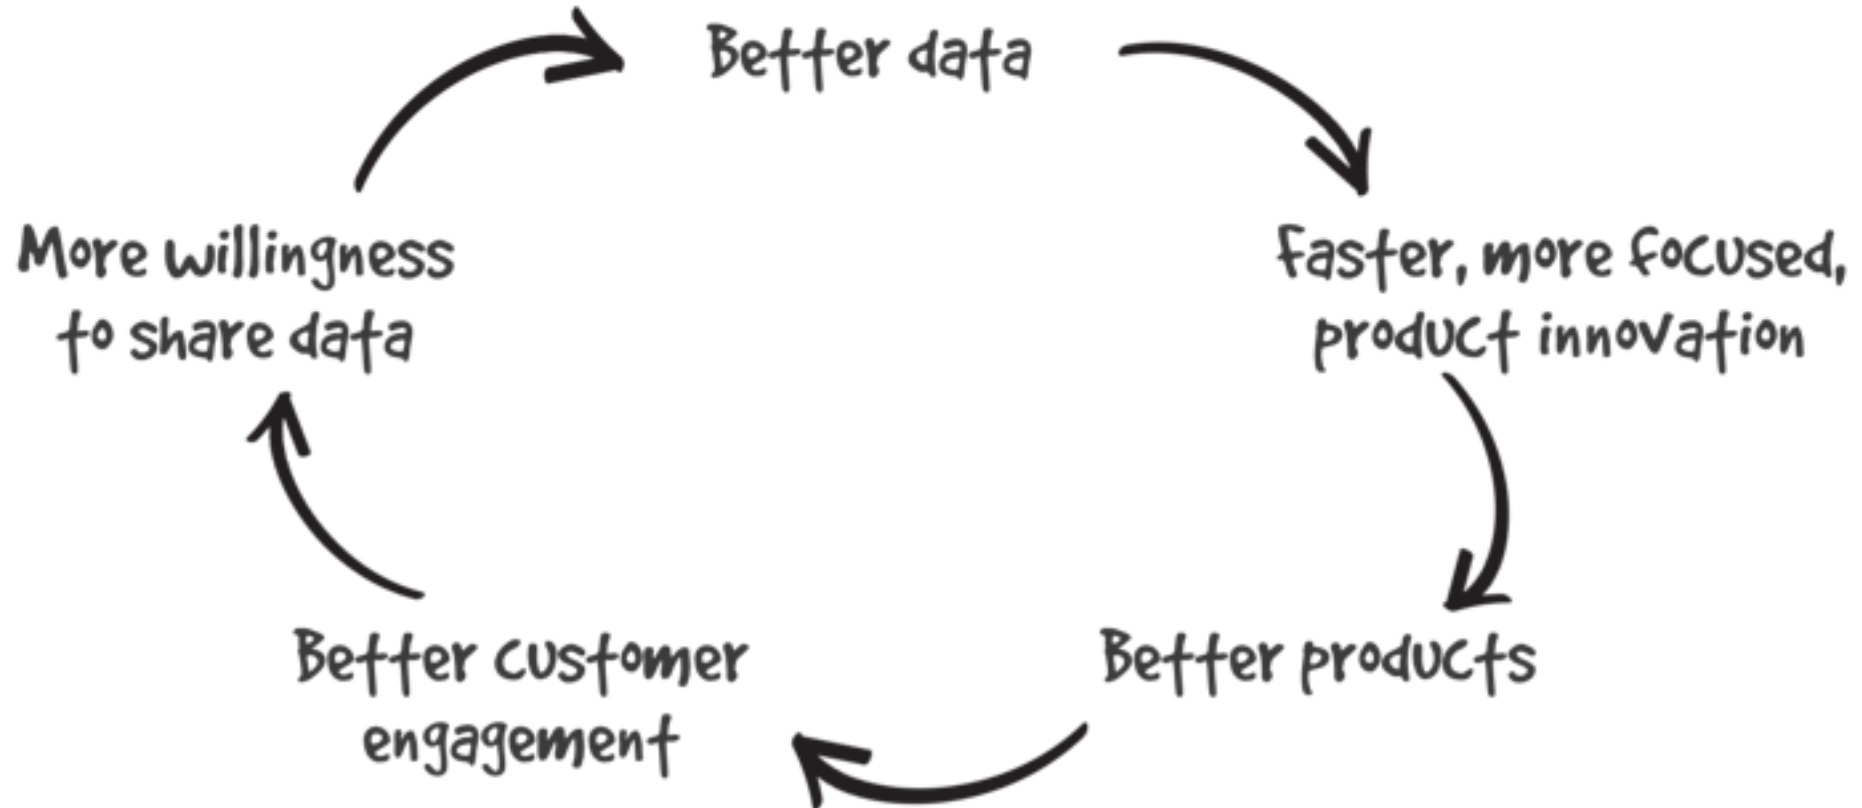 Better data
Faster, more focused,
product innovation
Better products
Better customer
engagement
More willingness
to share data